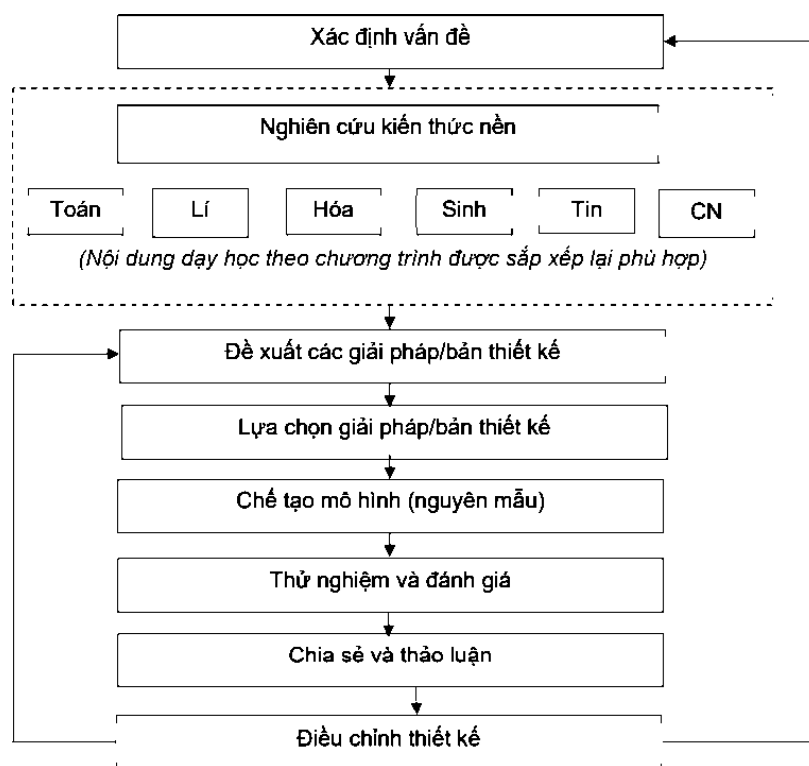 Xác định vấn đề
Nghiên cứu kiến thức nền
Toán Lí Hóa Sinh Tin CN
(Nội dung dạy học theo chương trình được sắp xếp lại phù hợp)
Đề xuất các giải pháp/bản thiết kế
Lựa chọn giải pháp/bản thiết kế
Chế tạo mô hình (nguyên mẫu)
Thử nghiệm và đánh giá
Chia sẻ và thảo luận
Điều chỉnh thiết kế